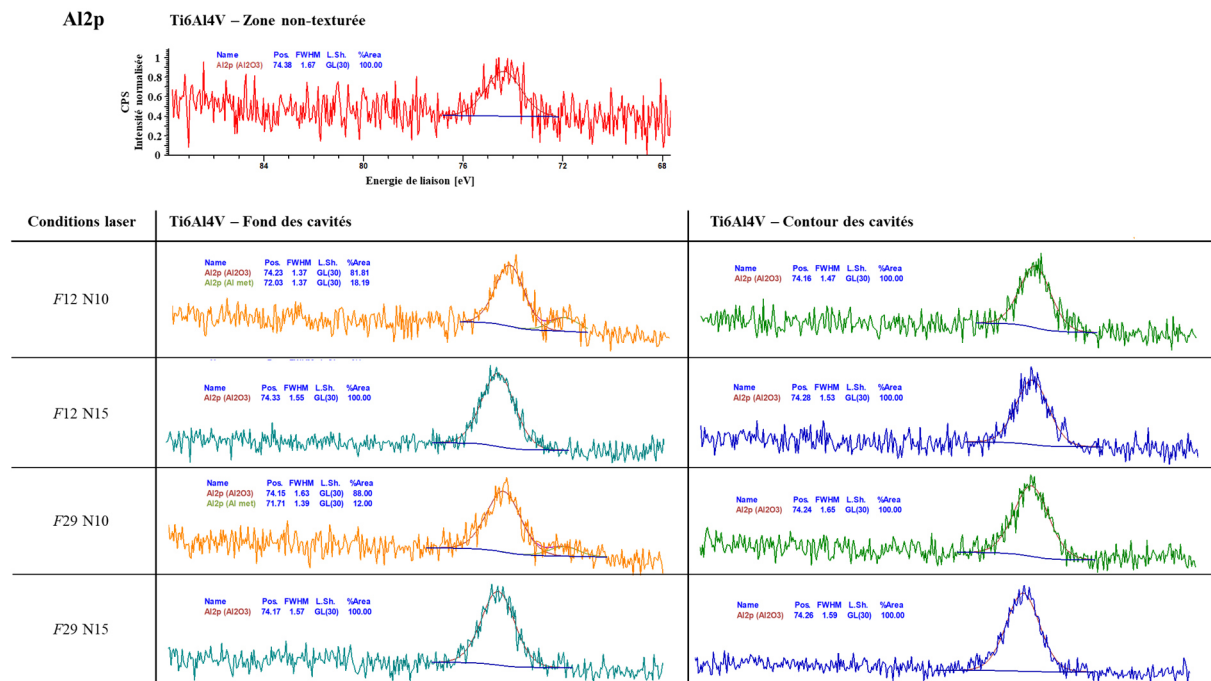 Al2p
Ti6Al4V – Zone non-texturée
Name Pos. FWHM L.Sh. %Area
Al2p (Al2O3) 74.38 1.67 GL(30) 100.00
CPS
Intensité normalisée
1
0.8
0.6
0.4
0.2
0
84 80 76 72 68
Energie de liaison [eV]
Conditions laser Ti6Al4V – Fond des cavités Ti6Al4V – Contour des cavités
F12 N10
Name Pos. FWHM L.Sh. %Area
Al2p (Al2O3) 74.23 1.37 GL(30) 81.81
Al2p (Al met) 72.03 1.37 GL(30) 18.19
Name Pos. FWHM L.Sh. %Area
Al2p (Al2O3) 74.16 1.47 GL(30) 100.00
F12 N15
Name Pos. FWHM L.Sh. %Area
Al2p (Al2O3) 74.33 1.55 GL(30) 100.00
Name Pos. FWHM L.Sh. %Area
Al2p (Al2O3) 74.28 1.53 GL(30) 100.00
F29 N10
Name Pos. FWHM L.Sh. %Area
Al2p (Al2O3) 74.15 1.63 GL(30) 88.00
Al2p (Al met) 71.71 1.39 GL(30) 12.00
Name Pos. FWHM L.Sh. %Area
Al2p (Al2O3) 74.24 1.65 GL(30) 100.00
F29 N15
Name Pos. FWHM L.Sh. %Area
Al2p (Al2O3) 74.17 1.57 GL(30) 100.00
Name Pos. FWHM L.Sh. %Area
Al2p (Al2O3) 74.26 1.59 GL(30) 100.00